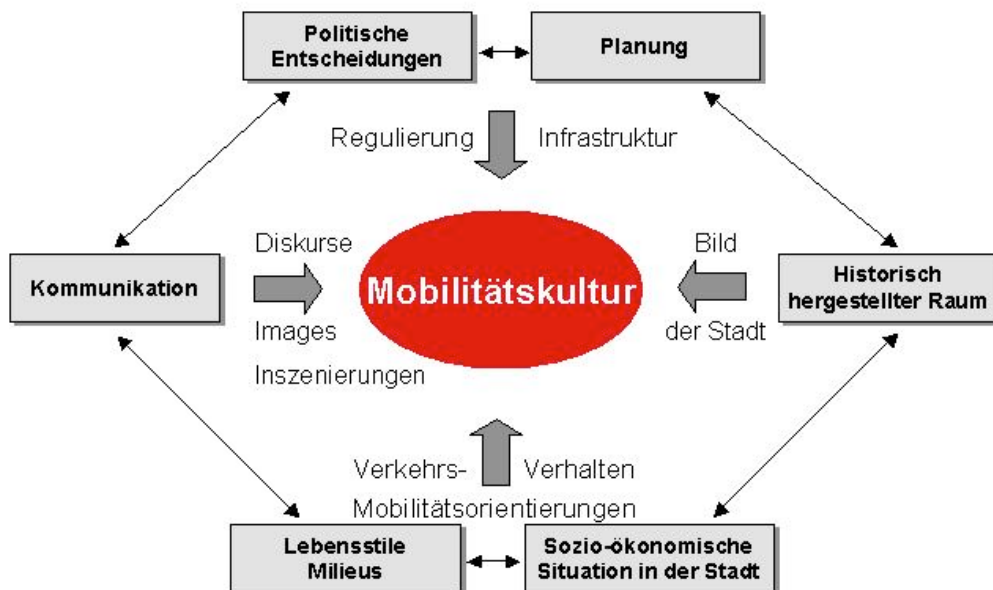 Politische
Entscheidungen
Planung
Regulierung
Infrastruktur
Kommunikation
Diskurse
Images
Inszenierungen
Mobilitätskultur
Bild
der Stadt
Historisch
hergestellter Raum
Verkehrs-
Verhalten
Mobilitätsorientierungen
Lebensstile
Milieus
Sozio-ökonomische
Situation in der Stadt